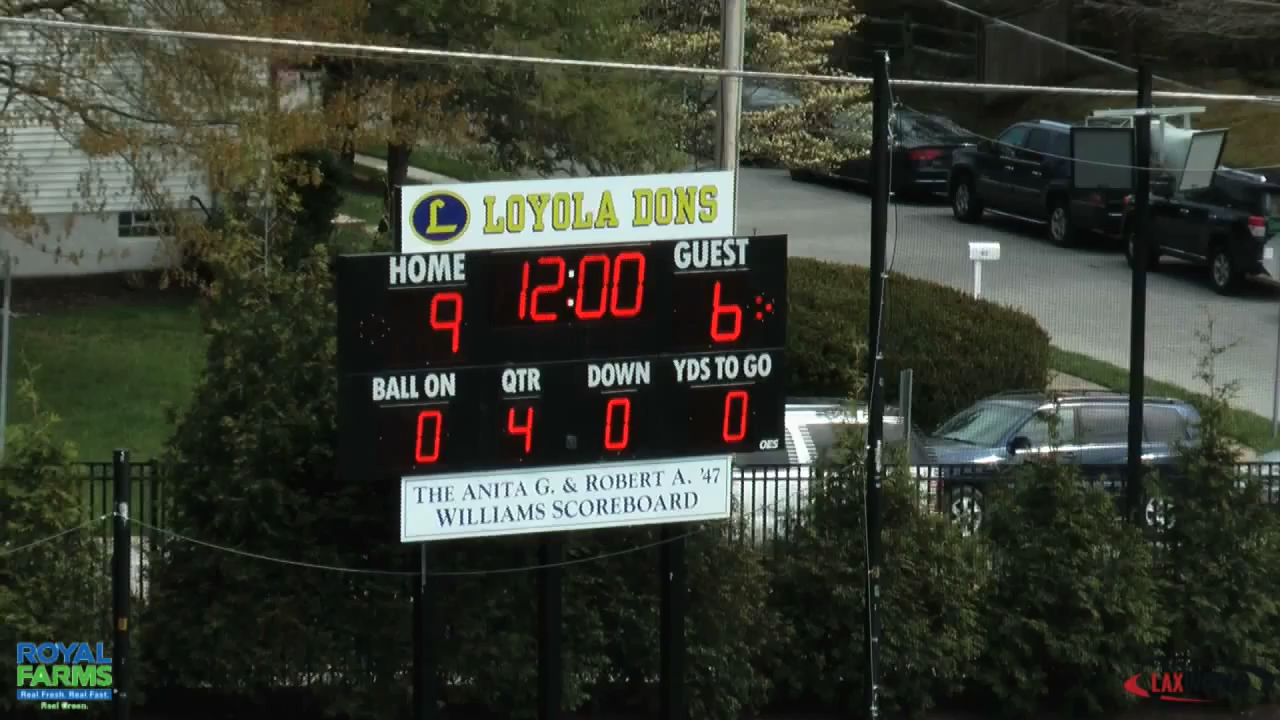 L LOYOLA DONS
HOME 12:00 GUEST
9 6
BALL ON QTR DOWN YDS TO GO
0 4 0 0
OES
THE ANITA G. & ROBERT A. '47
WILLIAMS SCOREBOARD
ROYAL
FARMS
Real Fresh. Real Fast.
Real Green.
LAX